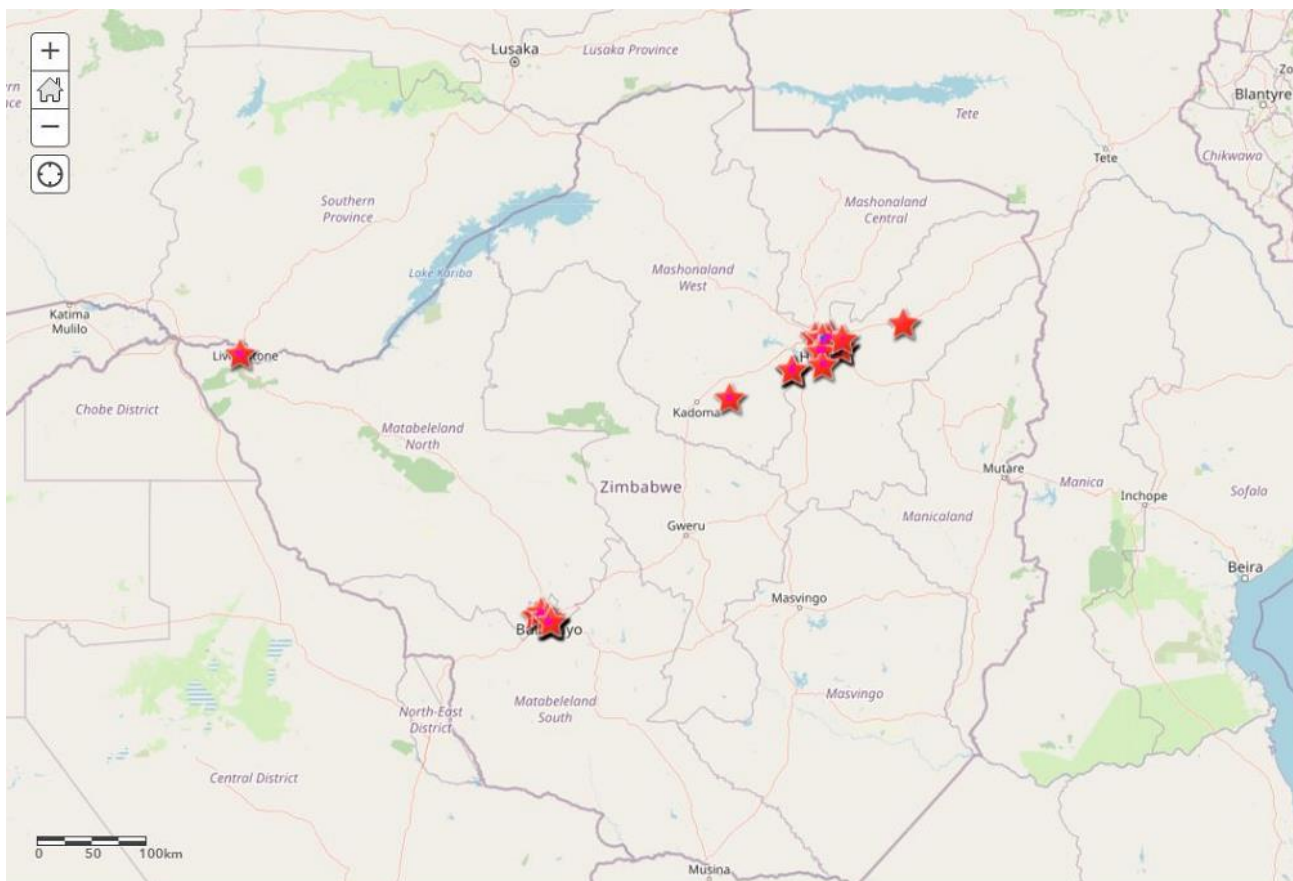 +
−
Lusaka
Lusaka Province
Zo
Blantyre
Tete
Tete
Chikwawa
Southern
Province
Mashonaland
Central
Lake Kariba
Mashonaland
West
Katima
Mulilo
Chobe District
Matabeleland
North
Kadoma
Zimbabwe
Mutare
Manica
Inchope
Sofala
Manicaland
Gweru
Beira
Masvingo
Masvingo
Matabeleland
South
North-East
District
Central District
0 50 100km
Musina